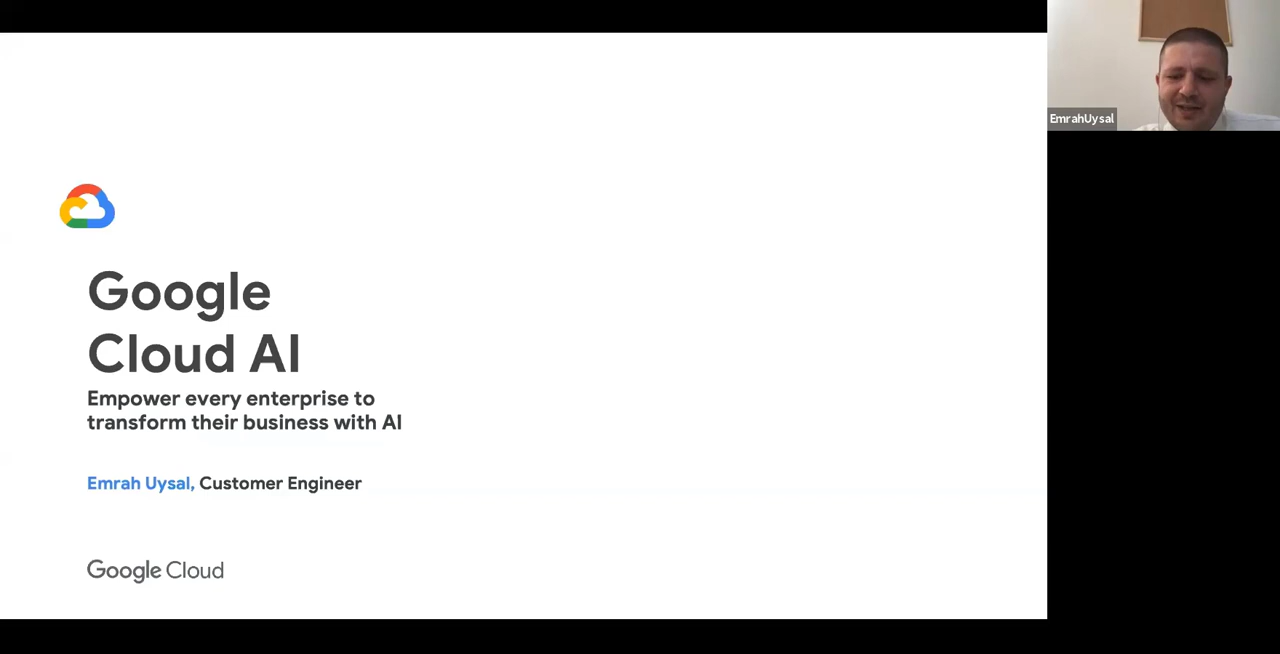 Google
Cloud AI
Empower every enterprise to
transform their business with AI
Emrah Uysal, Customer Engineer
Google Cloud
EmrahUysal